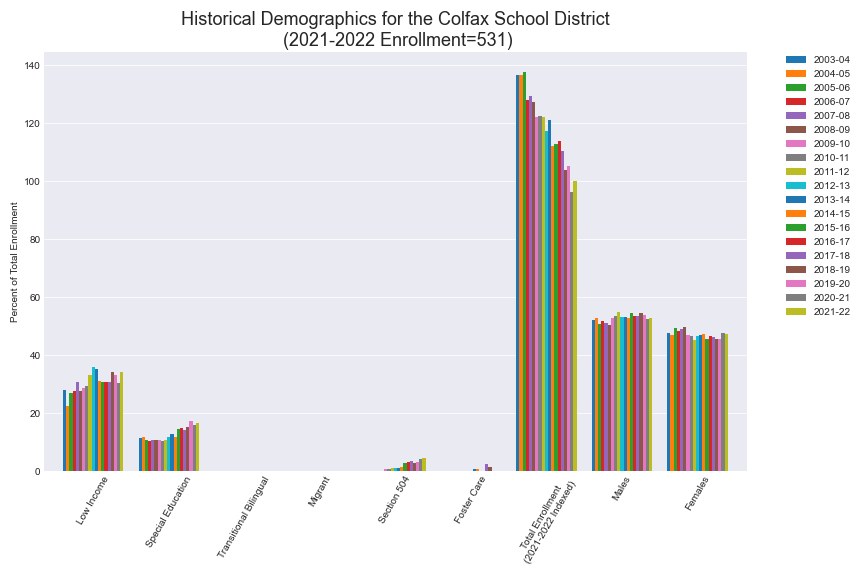 Historical Demographics for the Colfax School District
(2021-2022 Enrollment=531)
Percent of Total Enrollment
140
120
100
80
60
40
20
0
Low Income
Special Education
Transitional Bilingual
Migrant
Section 504
Foster Care
Total Enrollment
(2021-2022 Indexed)
Males
Females
2003-04
2004-05
2005-06
2006-07
2007-08
2008-09
2009-10
2010-11
2011-12
2012-13
2013-14
2014-15
2015-16
2016-17
2017-18
2018-19
2019-20
2020-21
2021-22